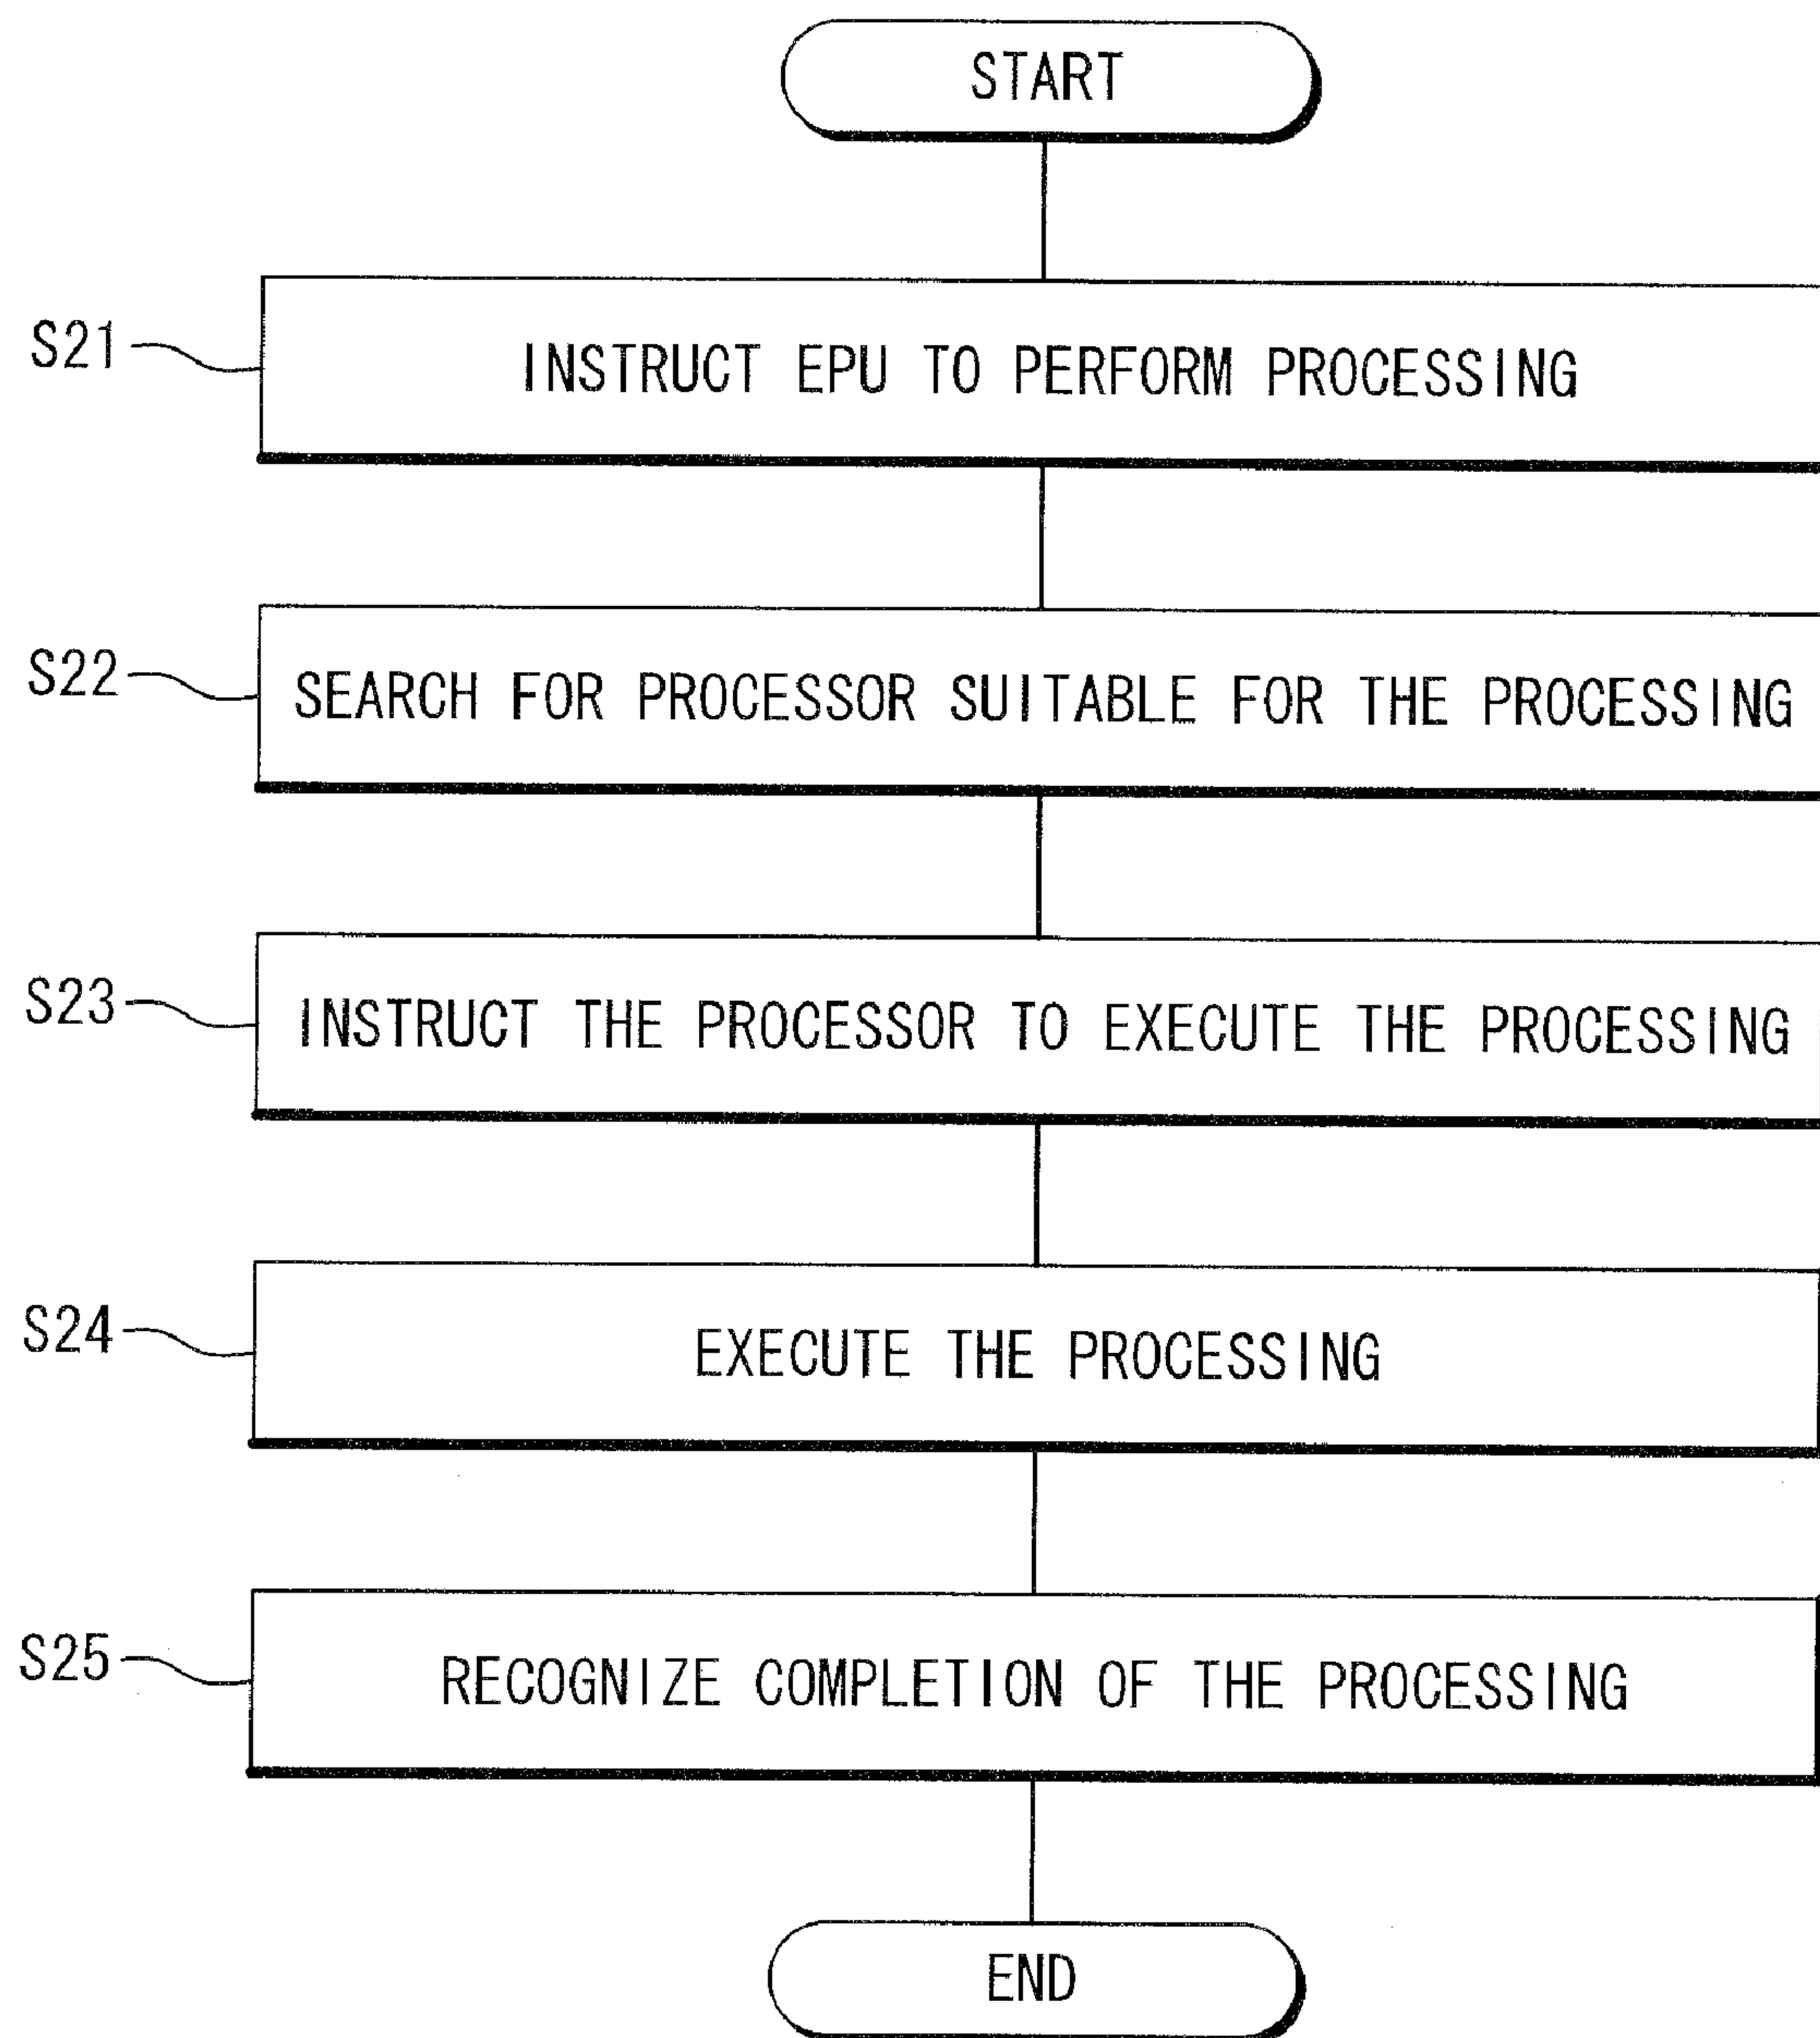 START
S21
INSTRUCT EPU TO PERFORM PROCESSING
S22
SEARCH FOR PROCESSOR SUITABLE FOR THE PROCESSING
S23
INSTRUCT THE PROCESSOR TO EXECUTE THE PROCESSING
S24
EXECUTE THE PROCESSING
S25
RECOGNIZE COMPLETION OF THE PROCESSING
END